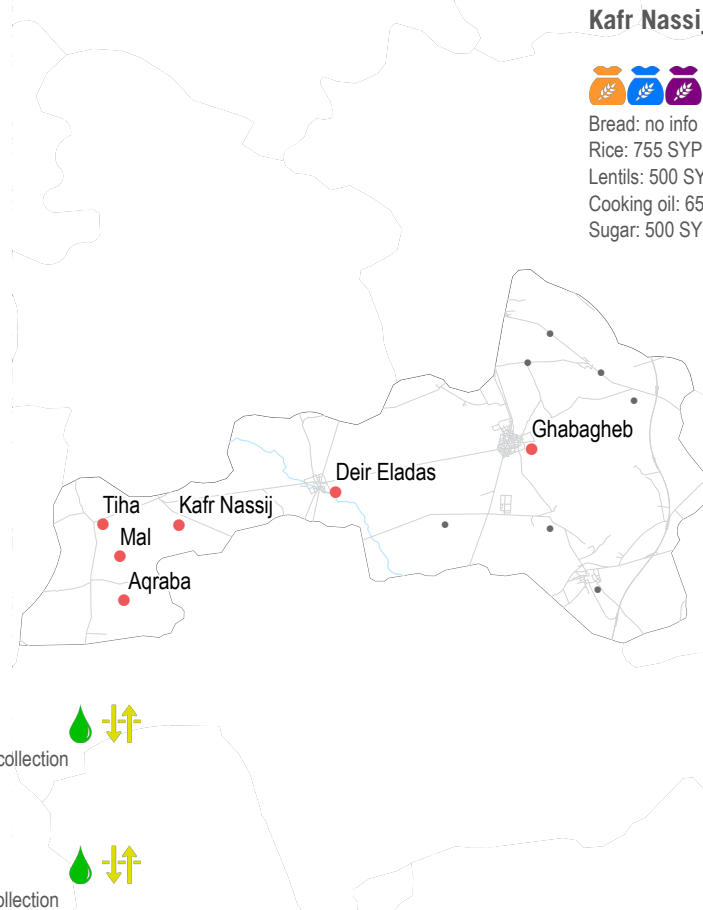 Kafr Nassij
Bread: no info
Rice: 755 SYP
Lentils: 500 SY
Cooking oil: 65
Sugar: 500 SY
Ghabagheb
Deir Eladas
Tiha
Kafr Nassij
Mal
Aqraba
collection
ollection